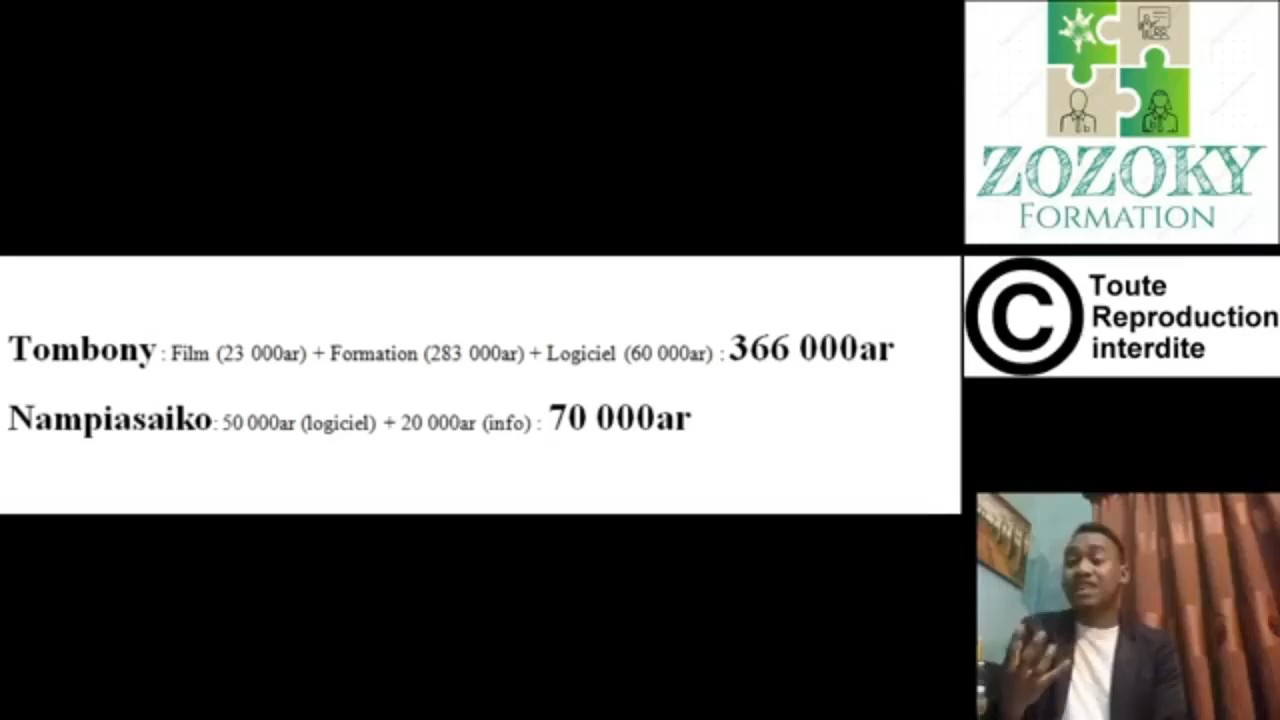 ZOZOKY
FORMATION
Toute
Reproduction
interdite
Tombony : Film (23 000ar) + Formation (283 000ar) + Logiciel (60 000ar) : 366 000ar
Nampiasaiko: 50 000ar (logiciel) + 20 000ar (info) : 70 000ar